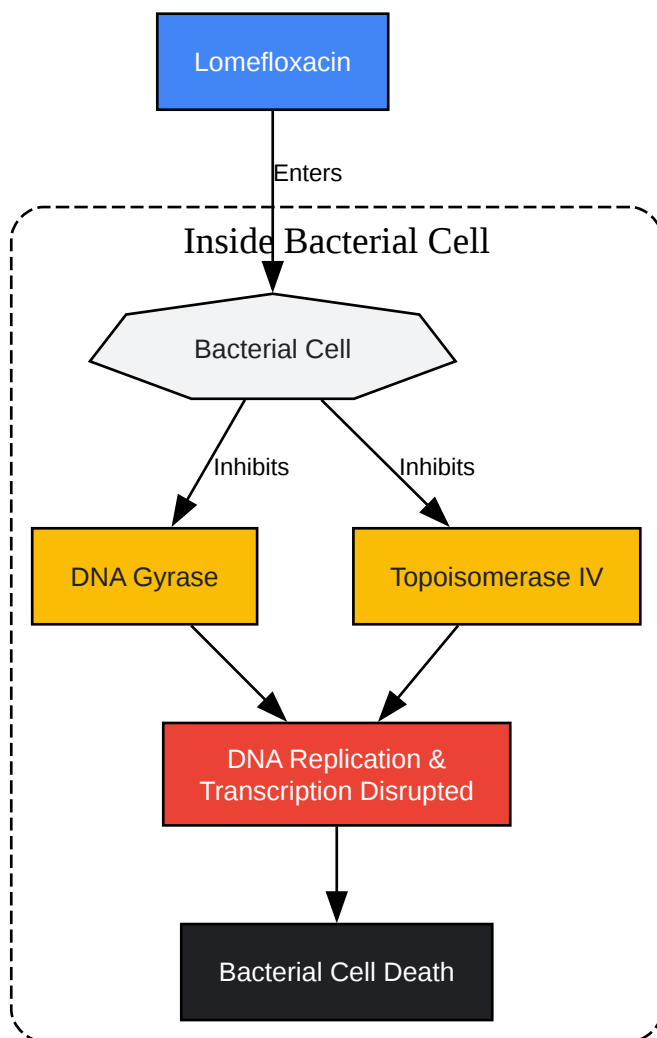 Lomefloxacin
Enters
Inside Bacterial Cell
Bacterial Cell
Inhibits
Inhibits
DNA Gyrase
Topoisomerase IV
DNA Replication &
Transcription Disrupted
Bacterial Cell Death